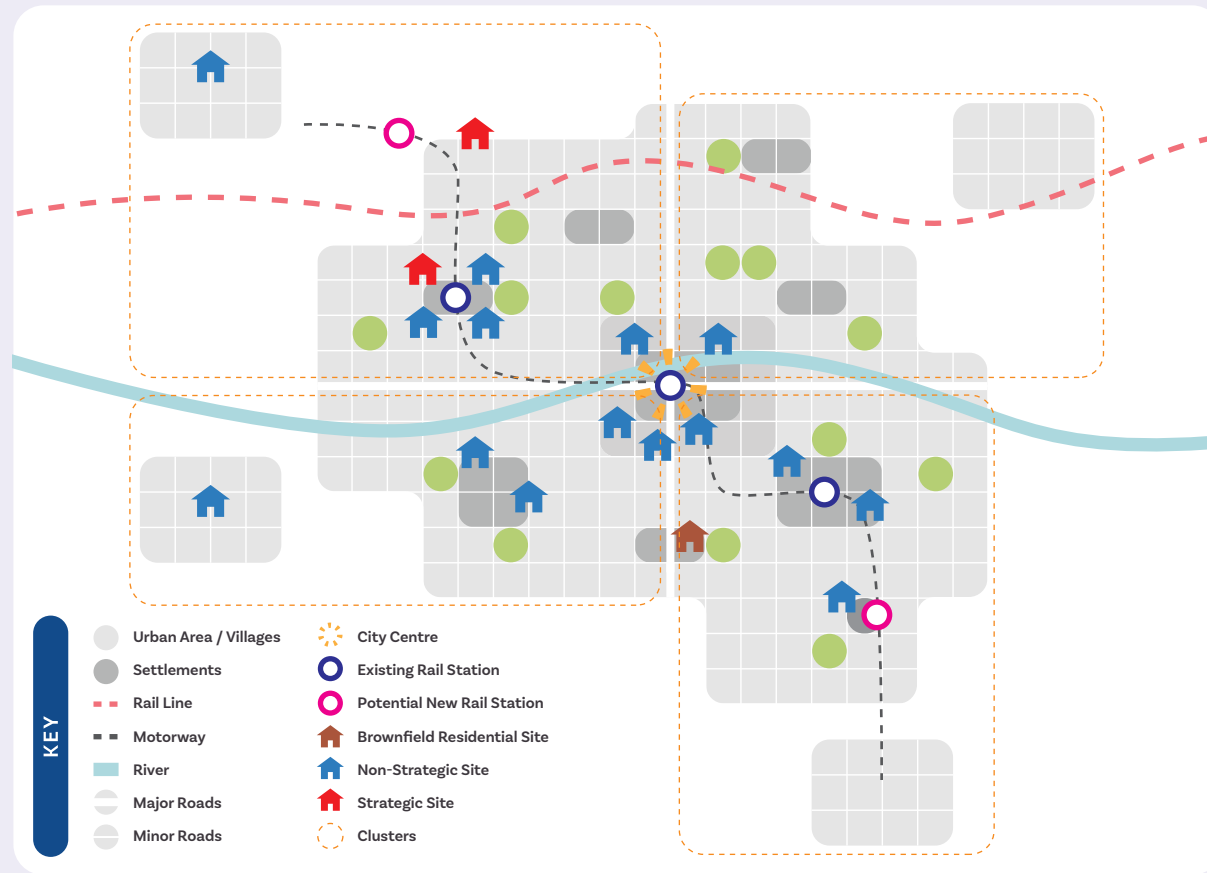 KEY
Urban Area / Villages
Settlements
Rail Line
Motorway
River
Major Roads
Minor Roads
City Centre
Existing Rail Station
Potential New Rail Station
Brownfield Residential Site
Non-Strategic Site
Strategic Site
Clusters